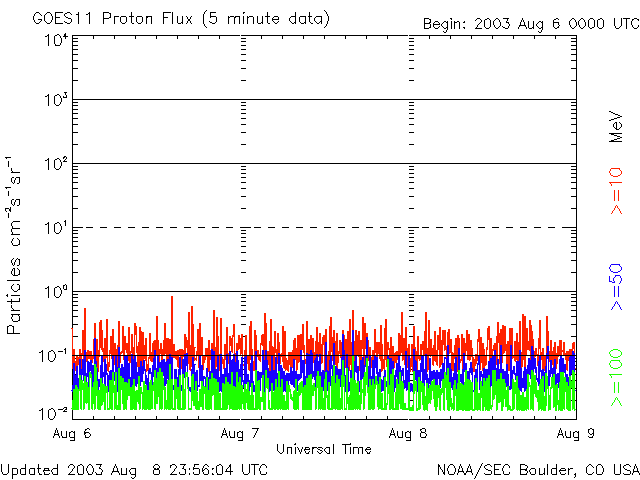 GOES11 Proton Flux (5 minute data)
Begin: 2003 Aug 6 0000 UTC
Particles cm⁻²s⁻¹sr⁻¹
10⁴
10³
10²
10¹
10⁰
10⁻¹
10⁻²
MeV
>=10
>=50
>=100
Aug 6 Aug 7 Aug 8 Aug 9
Universal Time
Updated 2003 Aug 8 23:56:04 UTC
NOAA/SEC Boulder, CO USA